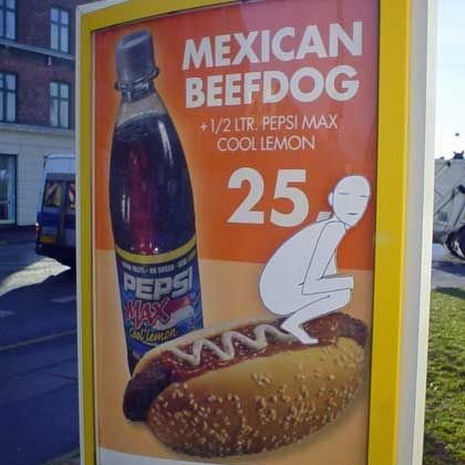 MEXICAN
BEEFDOG
+ 1/2 LTR. PEPSI MAX
COOL LEMON
25
PEPSI
MAX
Cool Lemon